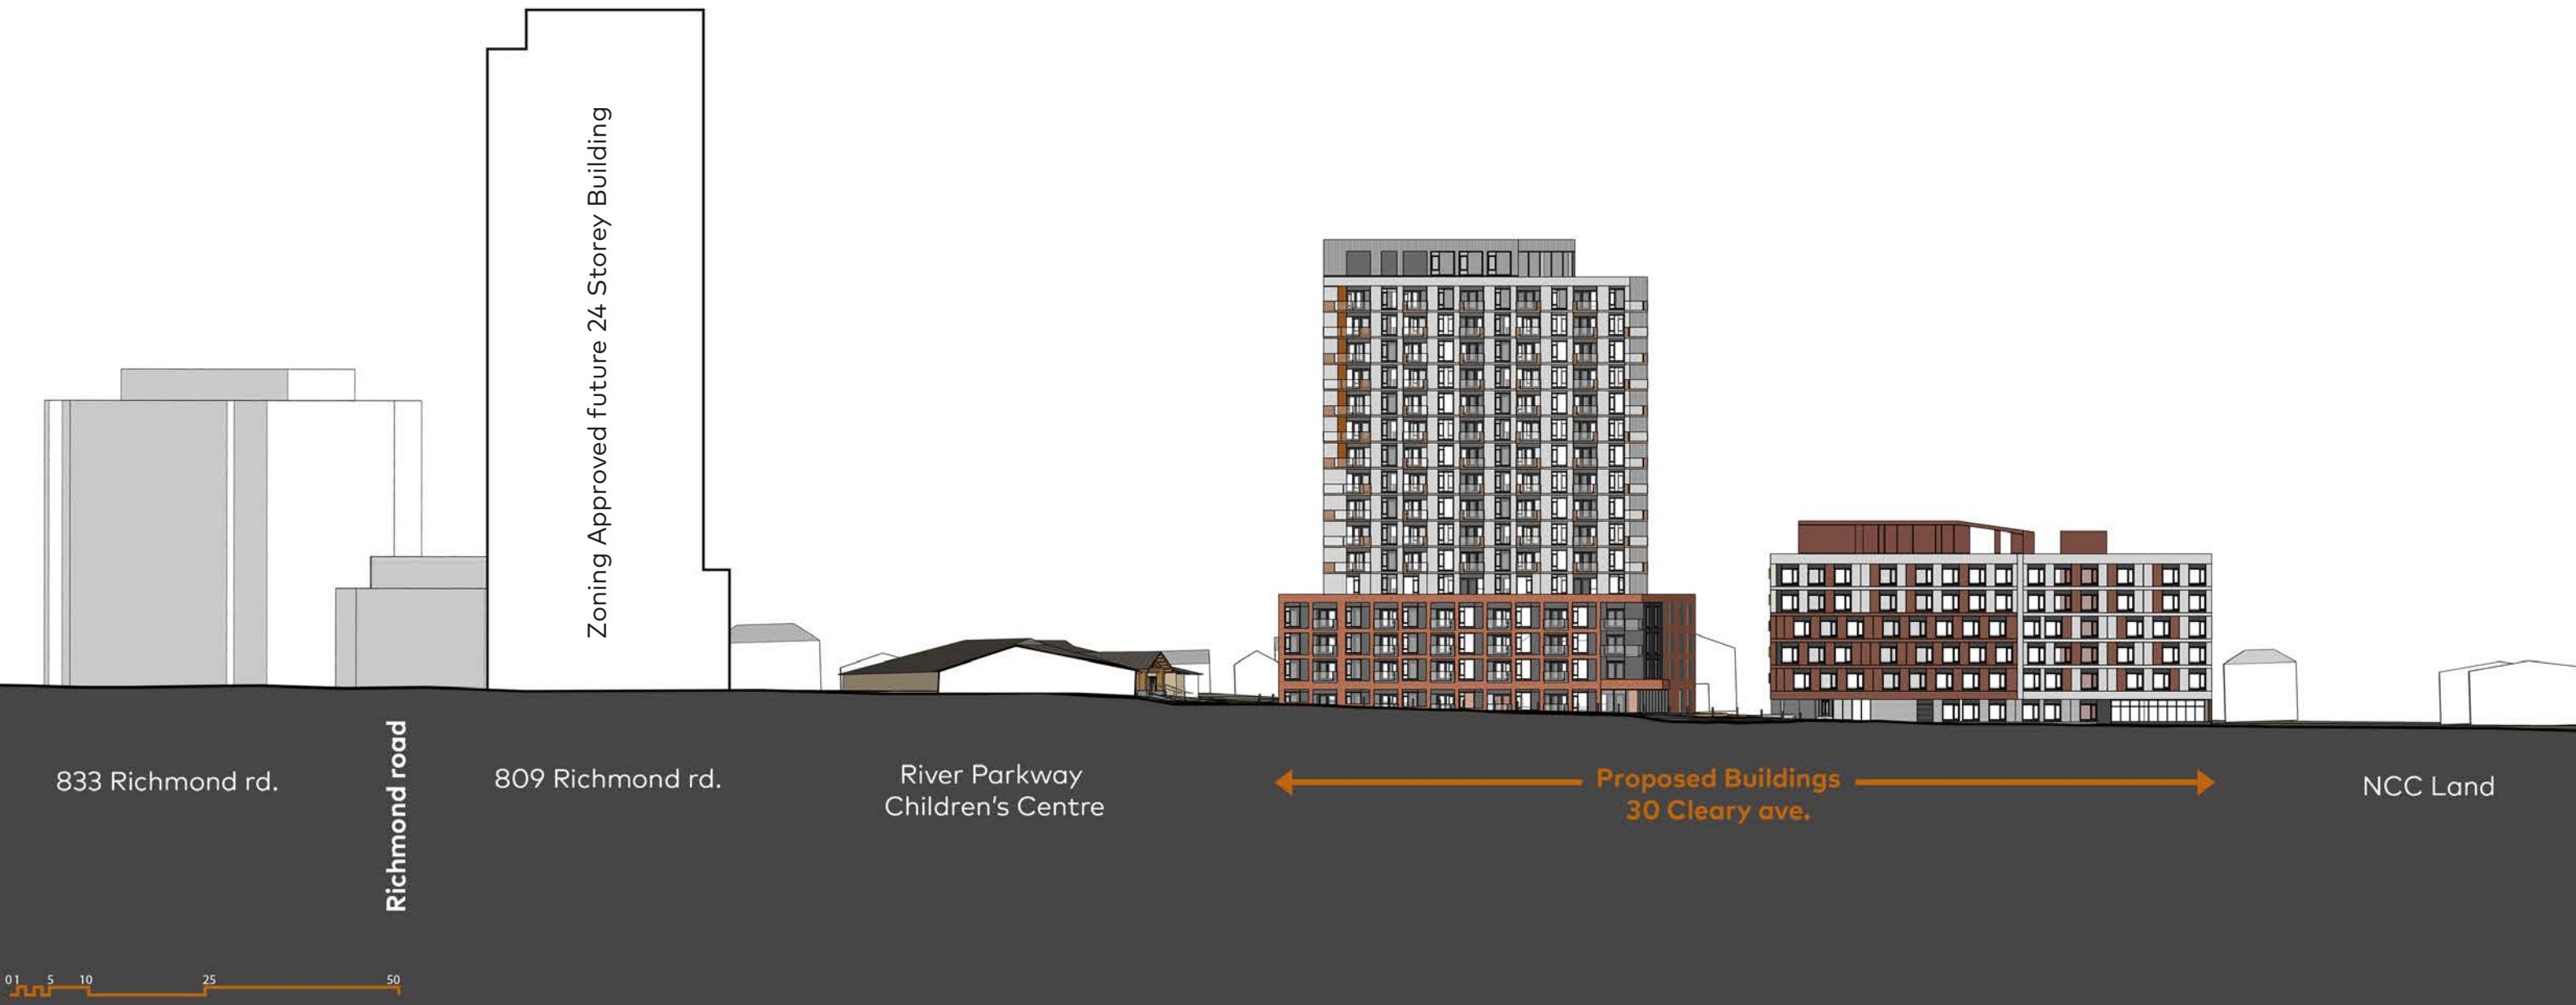 Zoning Approved future 24 Storey Building
833 Richmond rd.
Richmond road
809 Richmond rd.
River Parkway
Children's Centre
Proposed Buildings
30 Cleary ave.
NCC Land
0 1 5 10 25 50